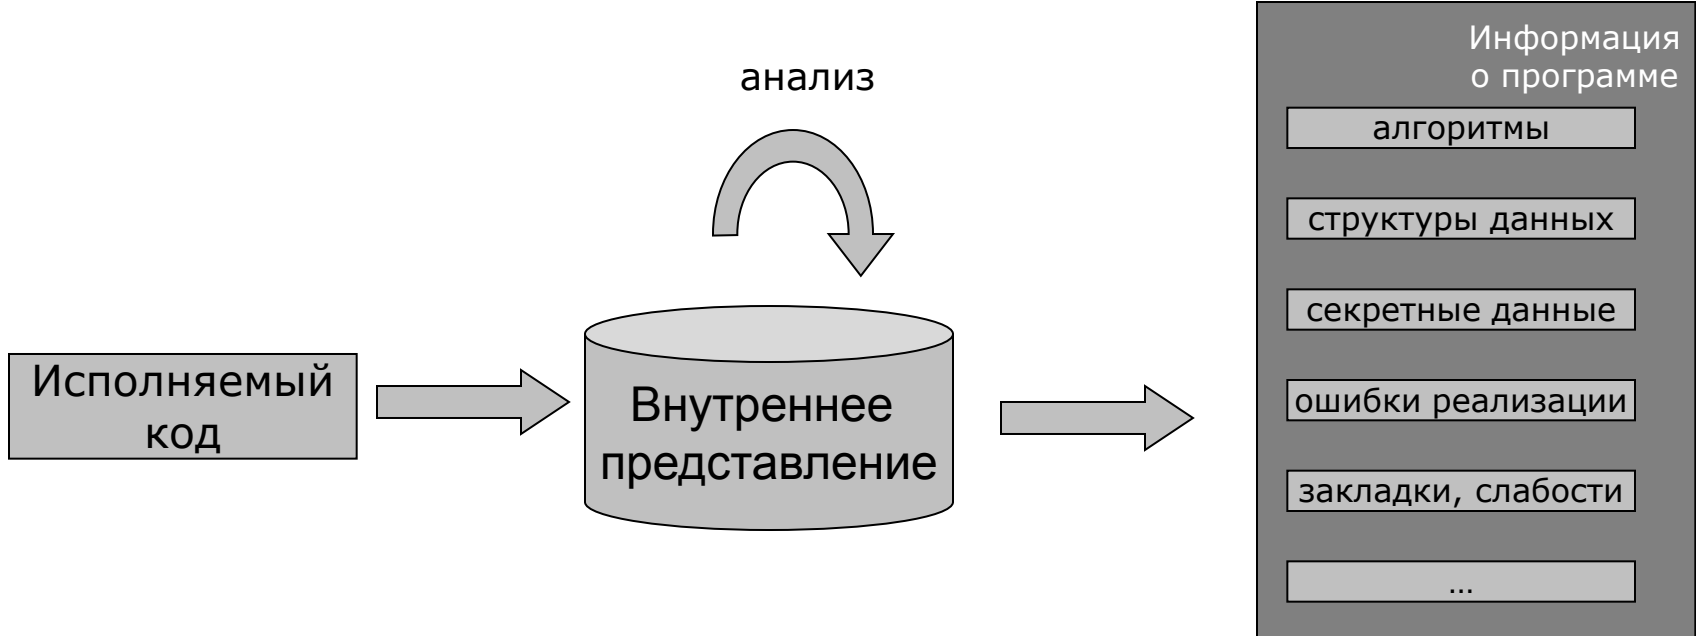 анализ
Исполняемый
код
Внутреннее
представление
Информация
о программе
алгоритмы
структуры данных
секретные данные
ошибки реализации
закладки, слабости
...